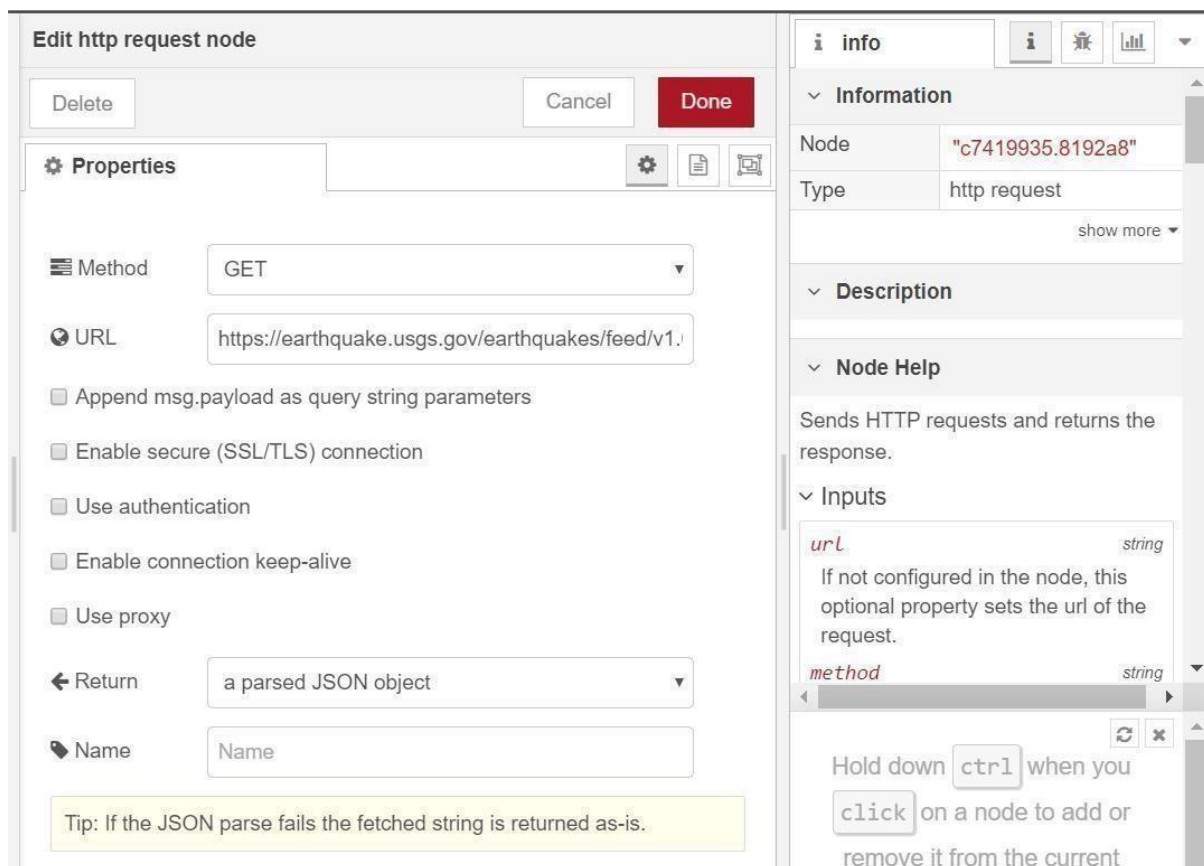 Edit http request node
Delete
Cancel
Done
Properties
Method
GET
URL
https://earthquake.usgs.gov/earthquakes/feed/v1.
Append msg.payload as query string parameters
Enable secure (SSL/TLS) connection
Use authentication
Enable connection keep-alive
Use proxy
Return
a parsed JSON object
Name
Name
Tip: If the JSON parse fails the fetched string is returned as-is.
i info
i
Information
Node
"c7419935.8192a8"
Type
http request
show more
Description
Node Help
Sends HTTP requests and returns the
response.
Inputs
url string
If not configured in the node, this
optional property sets the url of the
request.
method string
Hold down ctrl when you
click on a node to add or
remove it from the current